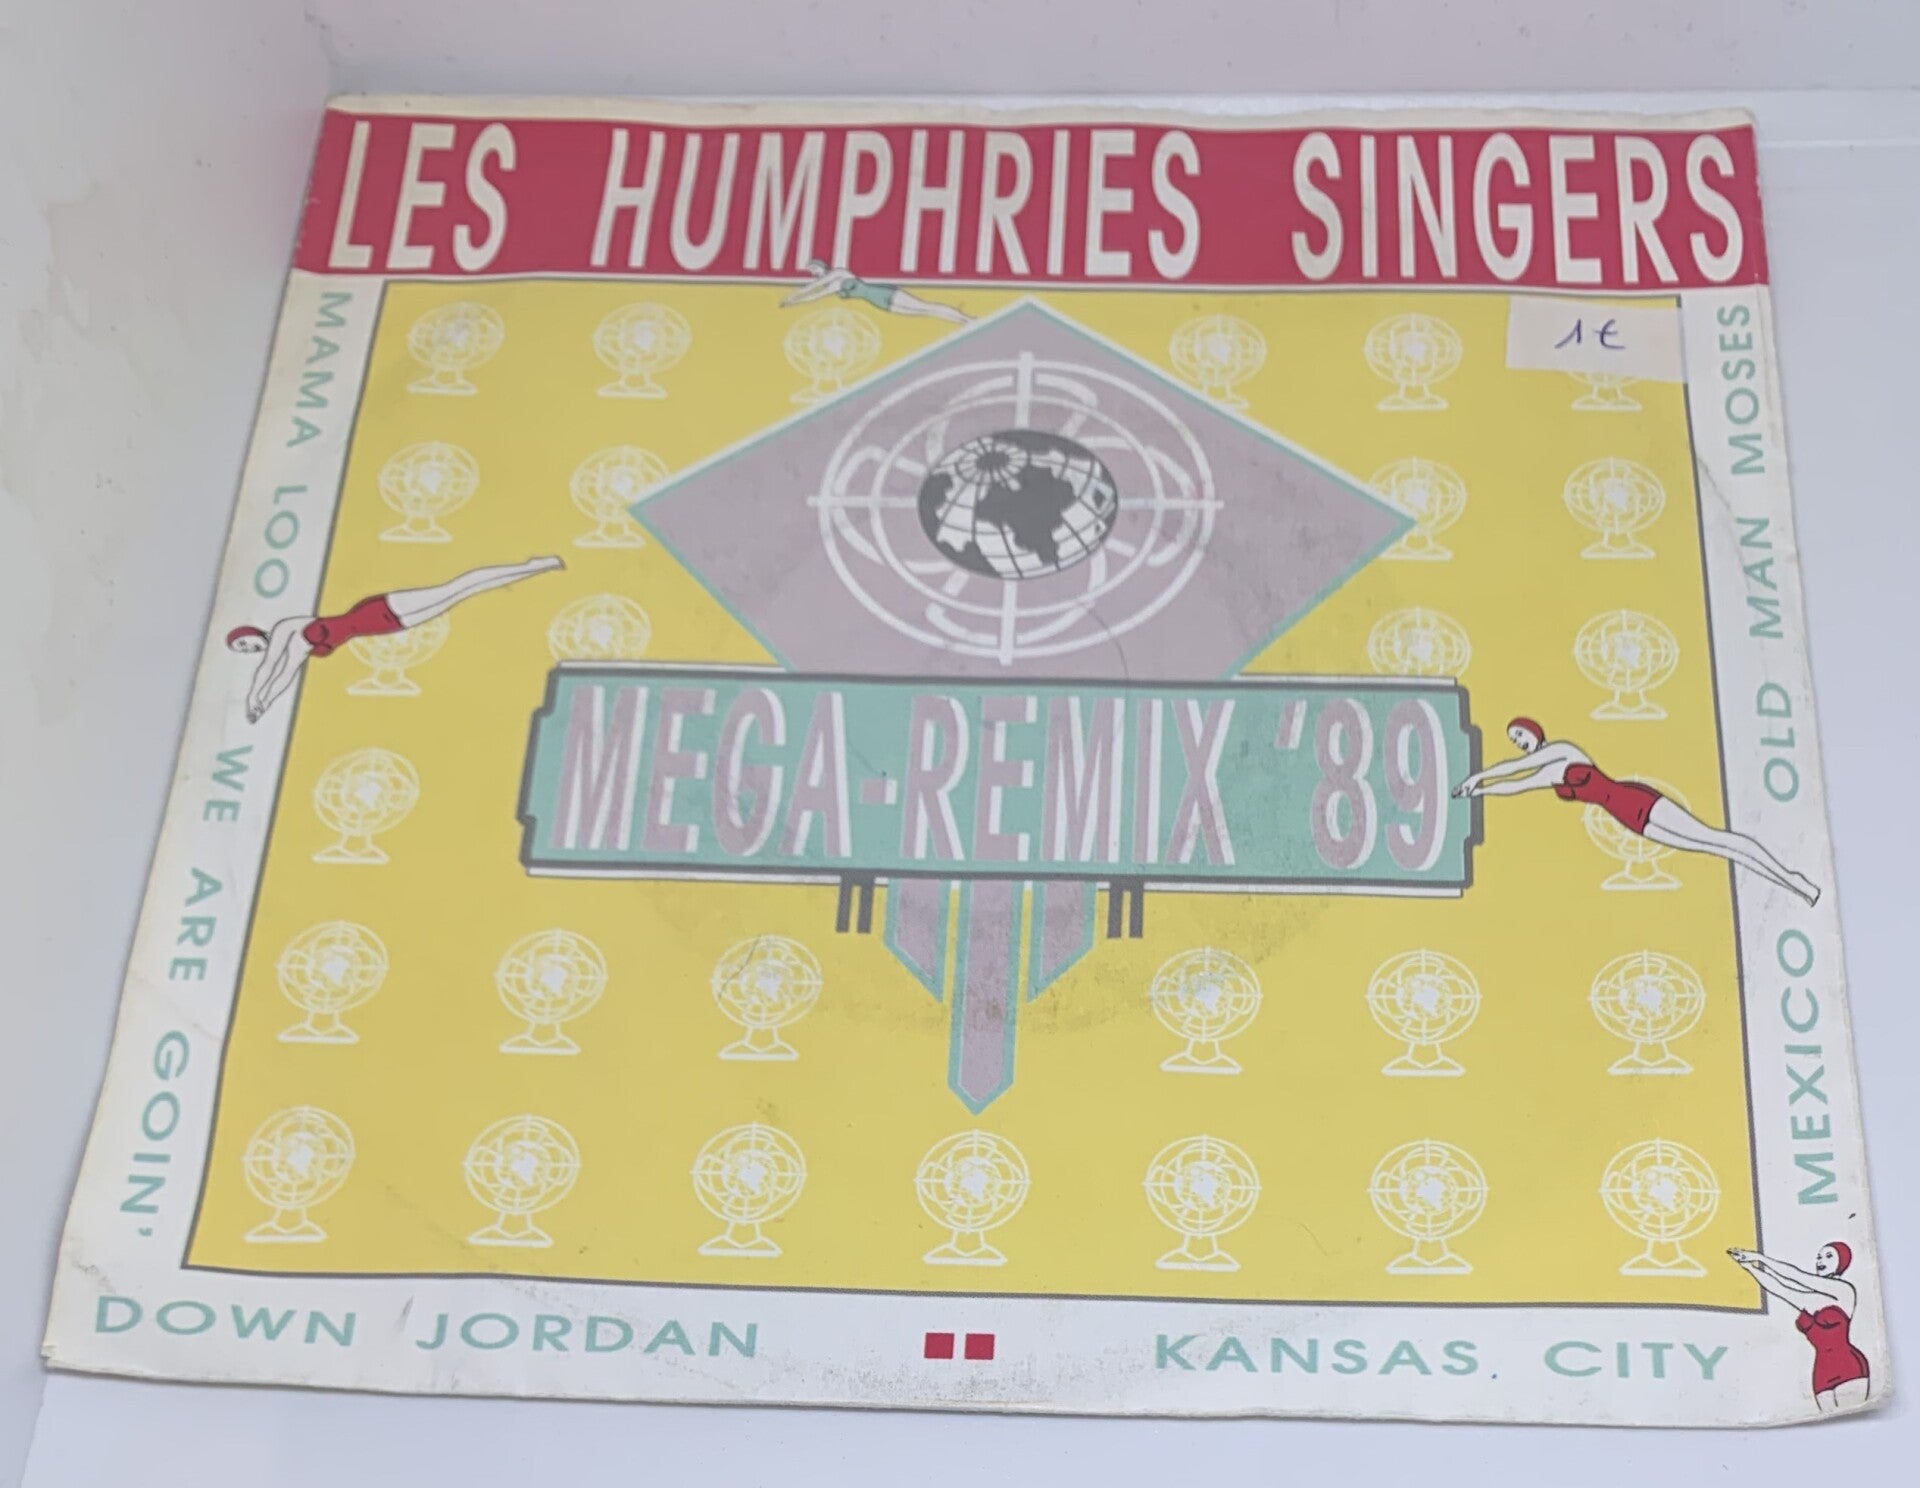 LES HUMPHRIES SINGERS
1€
MAMA LOO
WE ARE GOIN'
MEGA-REMIX '89
OLD MAN MOSES
MEXICO
DOWN JORDAN
KANSAS. CITY